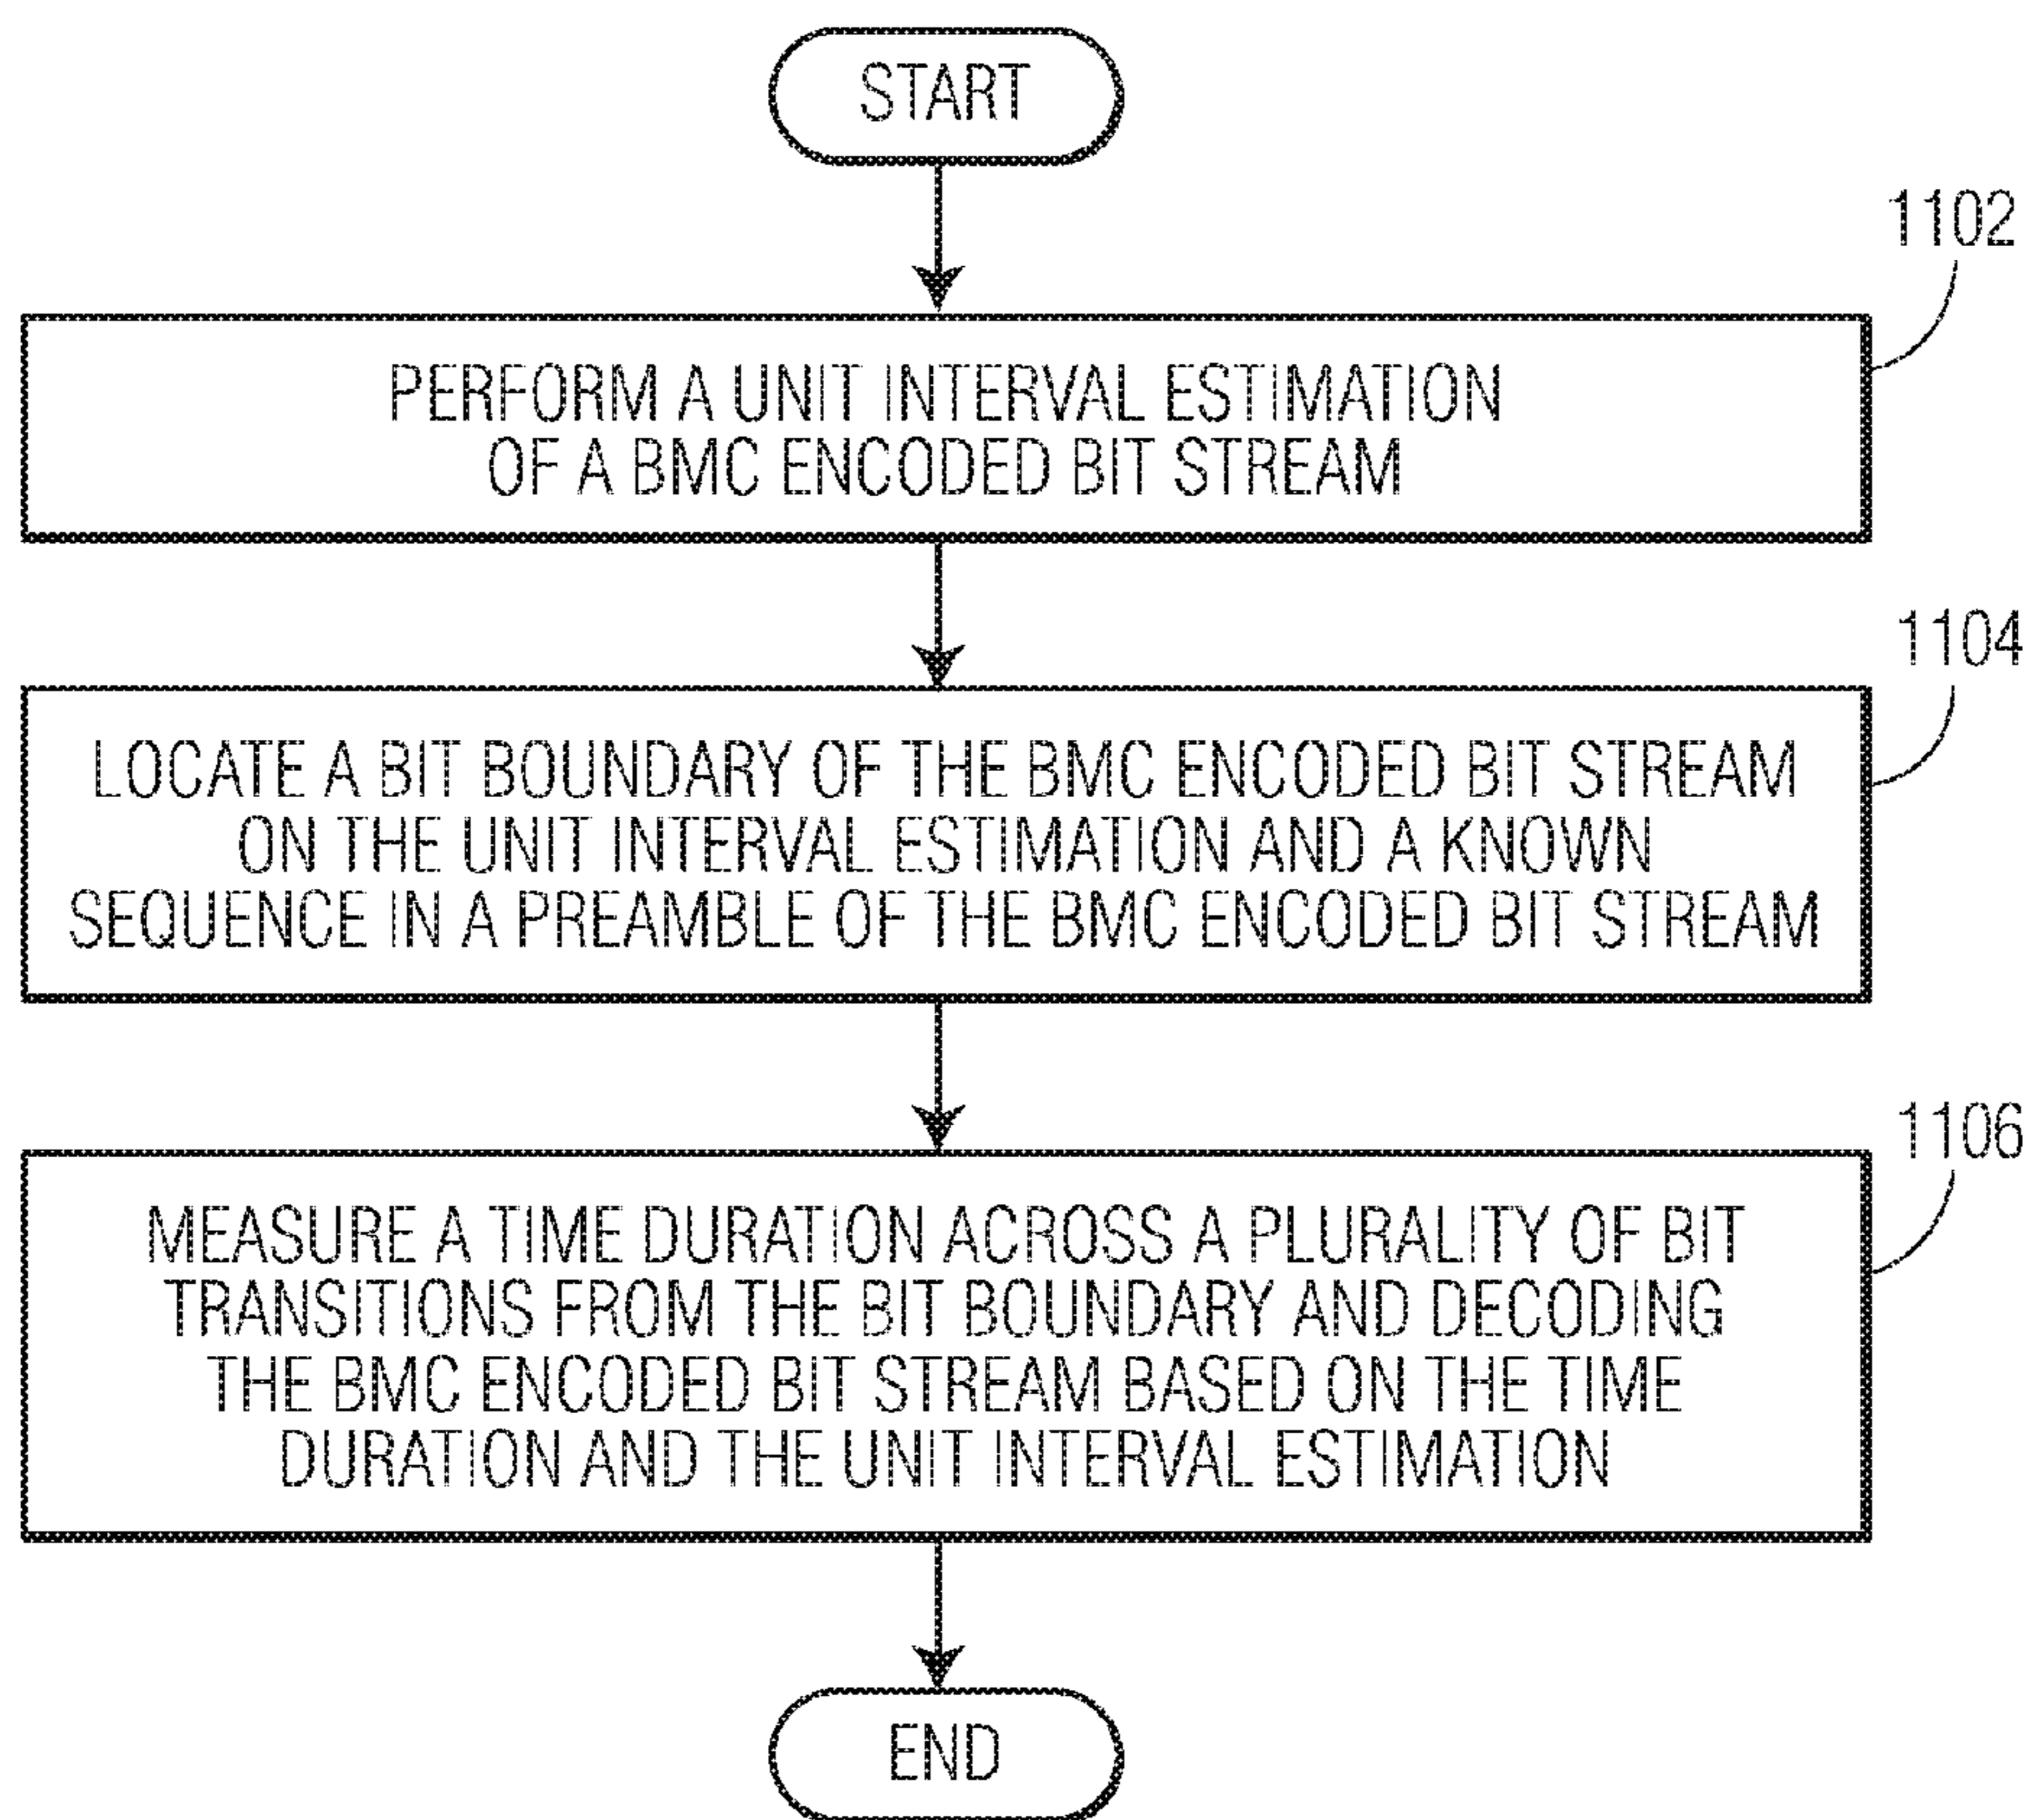 START
1102
PERFORM A UNIT INTERVAL ESTIMATION
OF A BMC ENCODED BIT STREAM
1104
LOCATE A BIT BOUNDARY OF THE BMC ENCODED BIT STREAM
ON THE UNIT INTERVAL ESTIMATION AND A KNOWN
SEQUENCE IN A PREAMBLE OF THE BMC ENCODED BIT STREAM
1106
MEASURE A TIME DURATION ACROSS A PLURALITY OF BIT
TRANSITIONS FROM THE BIT BOUNDARY AND DECODING
THE BMC ENCODED BIT STREAM BASED ON THE TIME
DURATION AND THE UNIT INTERVAL ESTIMATION
END